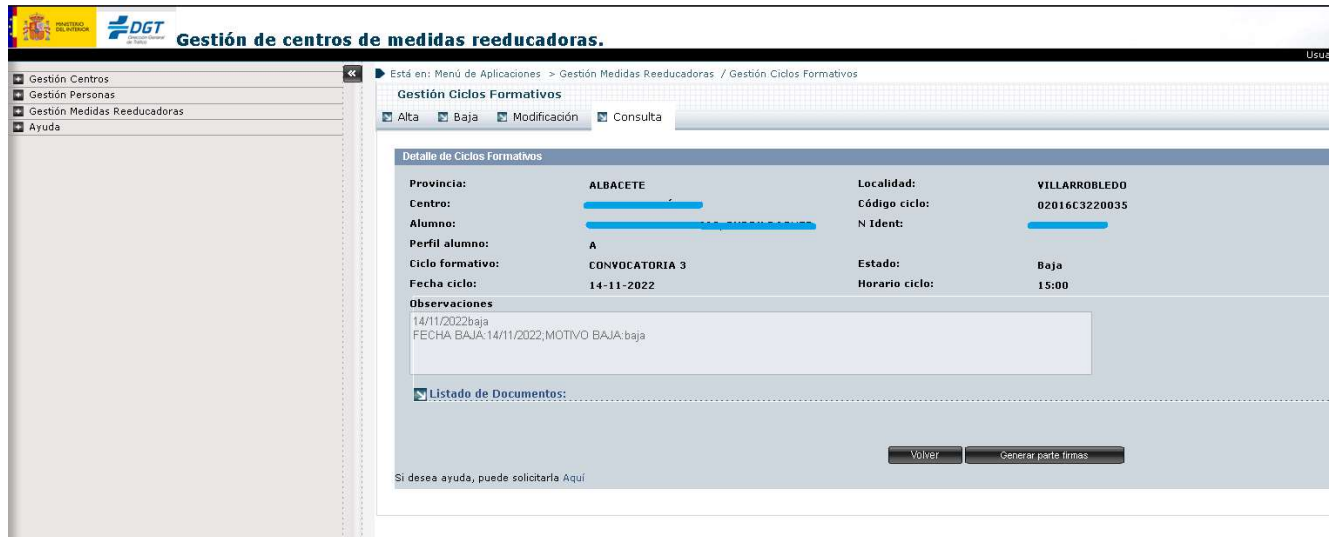 MINISTERIO
DEL INTERIOR
DGT
Dirección General
de Tráfico
Gestión de centros de medidas reeducadoras.
Gestión Centros
Gestión Personas
Gestión Medidas Reeducadoras
Ayuda
«
Está en: Menú de Aplicaciones > Gestión Medidas Reeducadoras / Gestión Ciclos Formativos
Gestión Ciclos Formativos
Alta Baja Modificación Consulta
Detalle de Ciclos Formativos
Provincia: ALBACETE Localidad: VILLARROBLEDO
Centro: Código ciclo: 02016C3220035
Alumno: N Ident:
Perfil alumno: A
Ciclo formativo: CONVOCATORIA 3 Estado: Baja
Fecha ciclo: 14-11-2022 Horario ciclo: 15:00
Observaciones
14/11/2022baja
FECHA BAJA:14/11/2022;MOTIVO BAJA:baja
Listado de Documentos:
Volver Generar parte firmas
Si desea ayuda, puede solicitarla Aquí